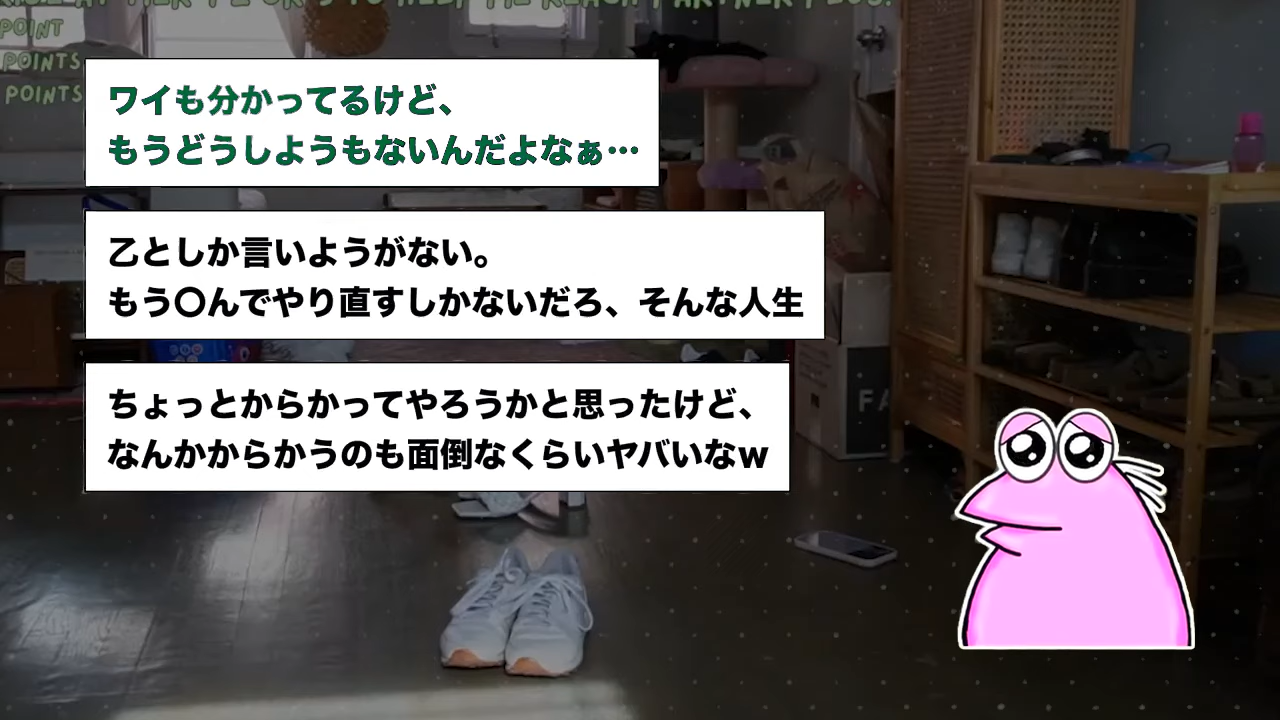 POINT
POINTS
POINTS
ワイも分かってるけど、
もうどうしようもないんだよなぁ…
乙としか言いようがない。
もう〇んでやり直すしかないだろ、そんな人生
ちょっとからかってやろうかと思ったけど、
なんかからかうのも面倒なくらいヤバいなw
FA